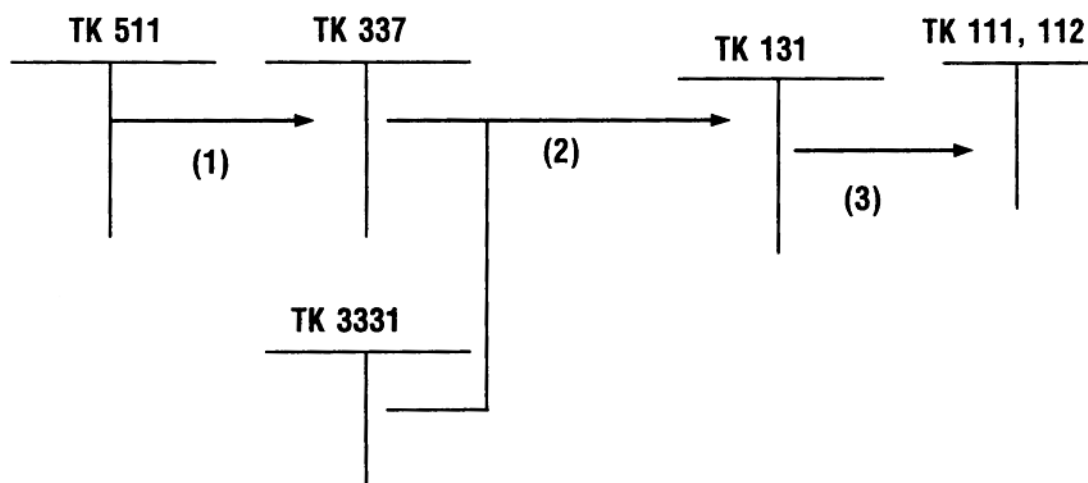 TK 511
TK 337
TK 131
TK 111, 112
(1)
(2)
(3)
TK 3331